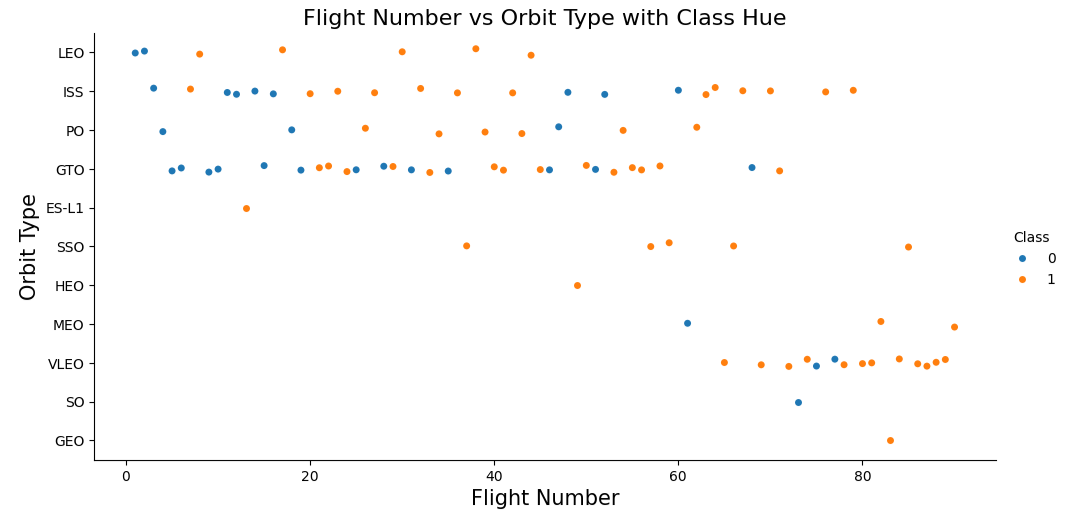 Flight Number vs Orbit Type with Class Hue
Orbit Type
LEO
ISS
PO
GTO
ES-L1
SSO
HEO
MEO
VLEO
SO
GEO
0 20 40 60 80
Flight Number
Class
0
1